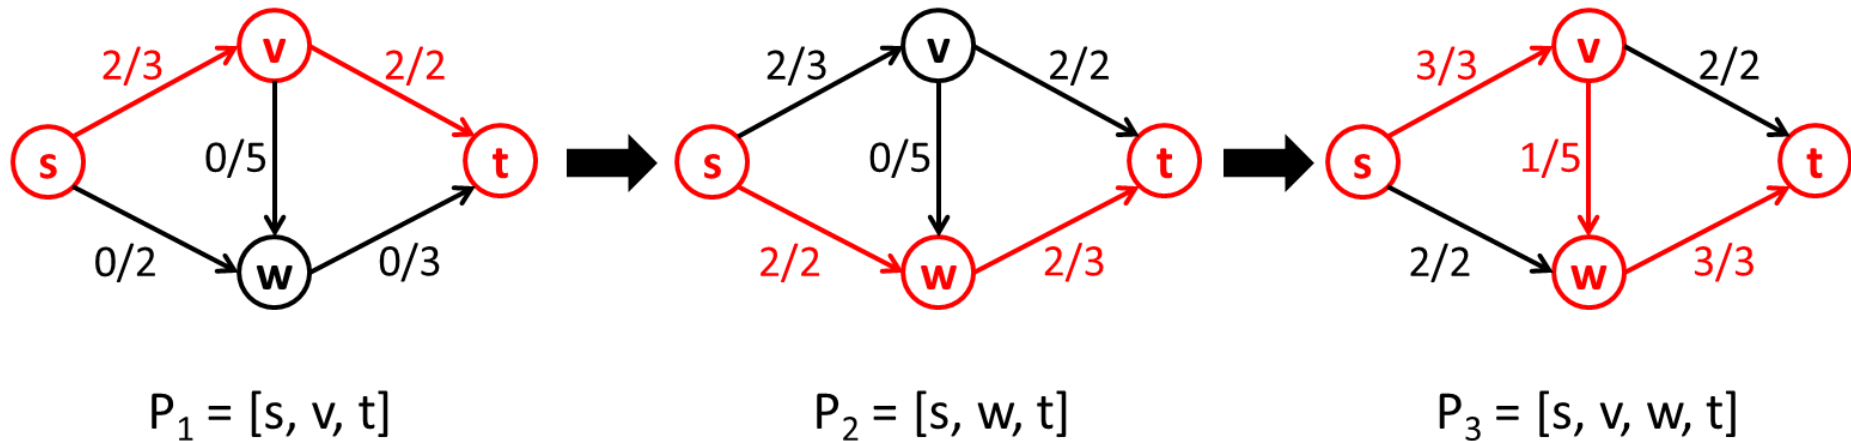 v
2/3
2/2
s
0/5
t
0/2
w
0/3
P1 = [s, v, t]
v
2/3
2/2
s
0/5
t
2/2
w
2/3
P2 = [s, w, t]
v
3/3
2/2
s
1/5
t
2/2
w
3/3
P3 = [s, v, w, t]